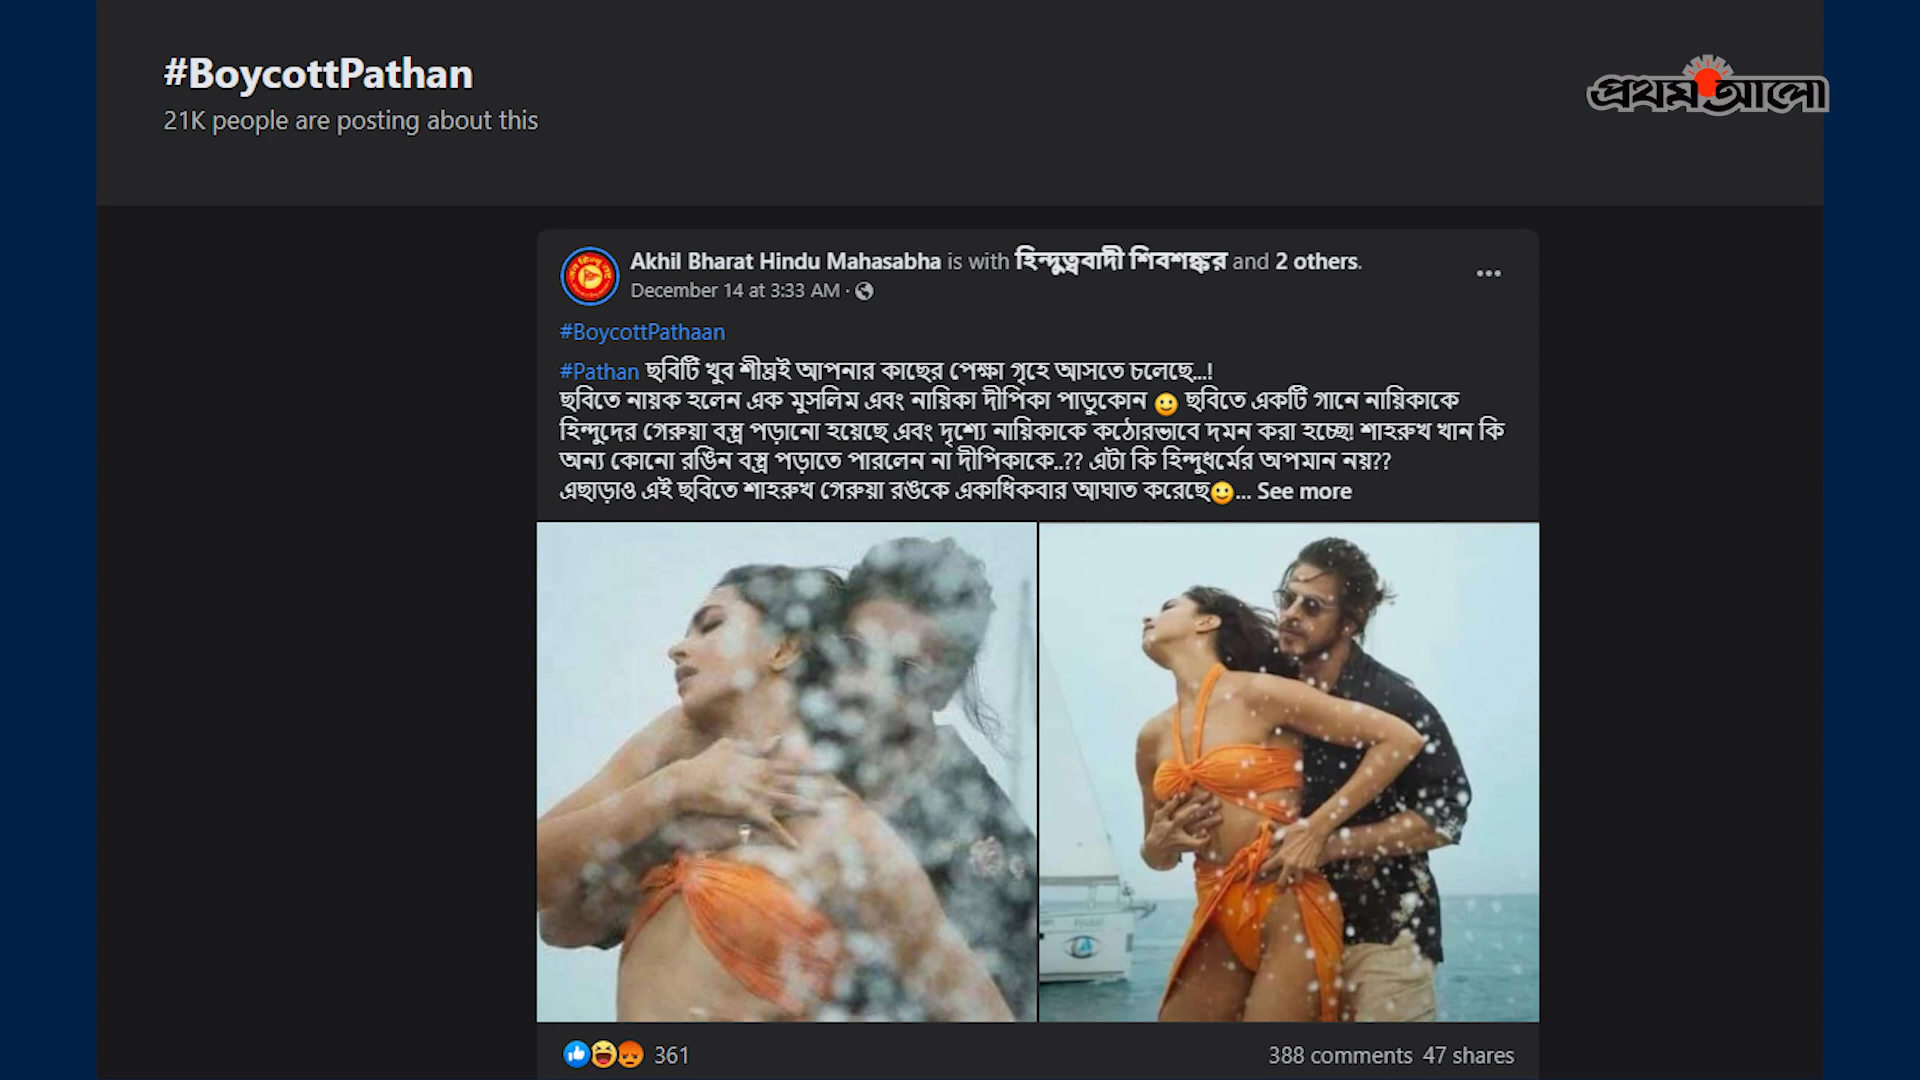 #BoycottPathan
প্রথম আলো
21K people are posting about this
Akhil Bharat Hindu Mahasabha is with হিন্দুত্ববাদী শিবশঙ্কর and 2 others.
December 14 at 3:33 AM ·
#BoycottPathaan
#Pathan ছবিটি খুব শীঘ্রই আপনার কাছের পেক্ষা গৃহে আসতে চলেছে...!
ছবিতে নায়ক হলেন এক মুসলিম এবং নায়িকা দীপিকা পাডুকোন 🙂 ছবিতে একটি গানে নায়িকাকে
হিন্দুদের গেরুয়া বস্ত্র পড়ানো হয়েছে এবং দৃশ্যে নায়িকাকে কঠোরভাবে দমন করা হচ্ছে! শাহরুখ খান কি
অন্য কোনো রঙিন বস্ত্র পড়াতে পারলেন না দীপিকাকে..?? এটা কি হিন্দুধর্মের অপমান নয়??
এছাড়াও এই ছবিতে শাহরুখ গেরুয়া রঙকে একাধিকবার আঘাত করেছে🙂... See more
361
388 comments 47 shares